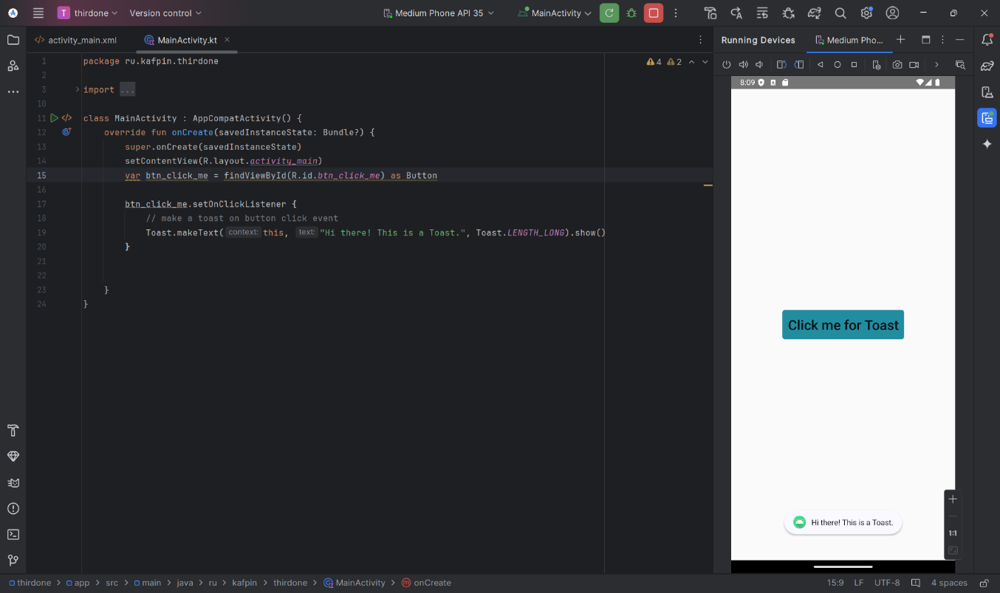 T thirdone Version control Medium Phone API 35 MainActivity
activity_main.xml MainActivity.kt Running Devices Medium Pho...
1 package ru.kafpin.thirdone 4 2
2
3 import ...
10
11 class MainActivity : AppCompatActivity() {
12 override fun onCreate(savedInstanceState: Bundle?) {
13 super.onCreate(savedInstanceState)
14 setContentView(R.layout.activity_main)
15 var btn_click_me = findViewById(R.id.btn_click_me) as Button
16
17 btn_click_me.setOnClickListener {
18 // make a toast on button click event
19 Toast.makeText( context: this, text: "Hi there! This is a Toast.", Toast.LENGTH_LONG).show()
20 }
21
22
23 }
24 }
8:09
Click me for Toast
Hi there! This is a Toast.
1:1
thirdone > app > src > main > java > ru > kafpin > thirdone > MainActivity > onCreate 15:9 LF UTF-8 4 spaces